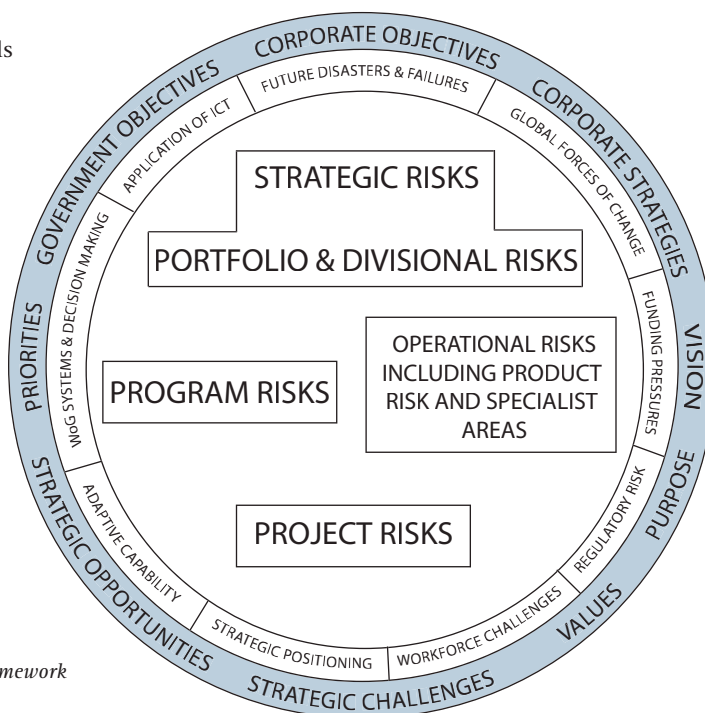 ls
CORPORATE OBJECTIVES
CORPORATE STRATEGIES
VISION
PURPOSE
VALUES
STRATEGIC CHALLENGES
STRATEGIC OPPORTUNITIES
PRIORITIES
GOVERNMENT OBJECTIVES
FUTURE DISASTERS & FAILURES
GLOBAL FORCES OF CHANGE
FUNDING PRESSURES
REGULATORY RISK
WORKFORCE CHALLENGES
STRATEGIC POSITIONING
ADAPTIVE CAPABILITY
WoG SYSTEMS & DECISION MAKING
APPLICATION OF ICT
STRATEGIC RISKS
PORTFOLIO & DIVISIONAL RISKS
PROGRAM RISKS
OPERATIONAL RISKS
INCLUDING PRODUCT
RISK AND SPECIALIST
AREAS
PROJECT RISKS
mework